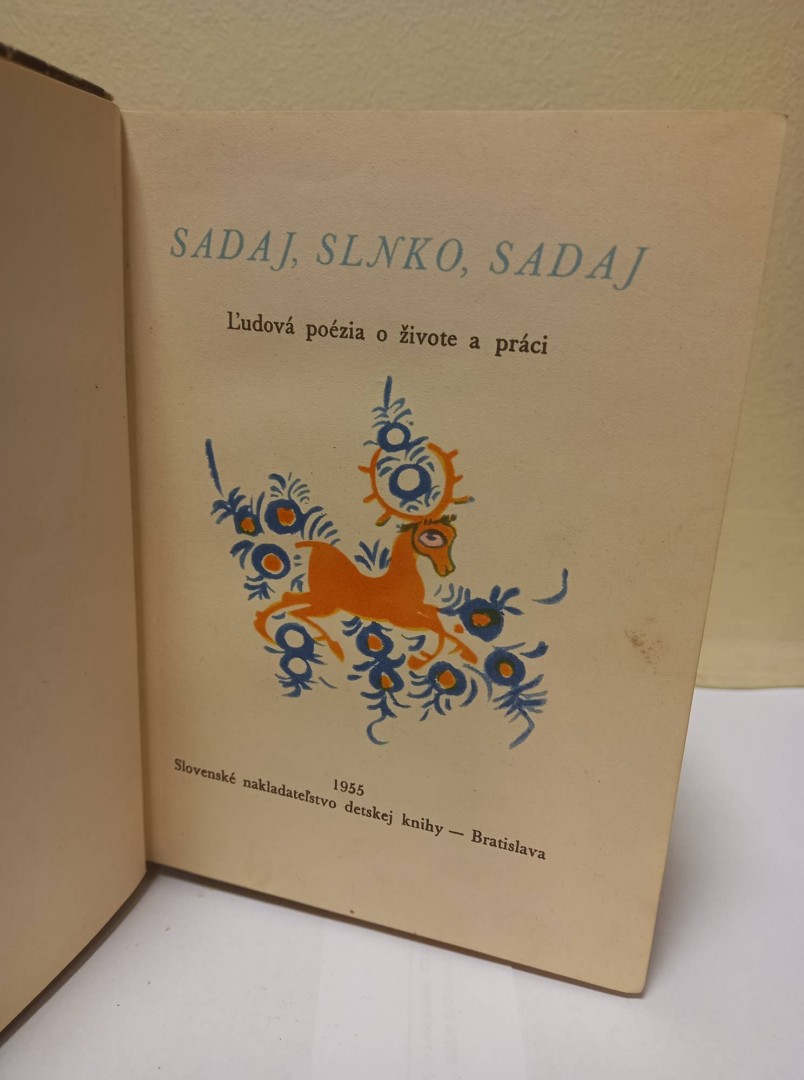 SADAJ, SLNKO, SADAJ
Ľudová poézia o živote a práci
1955
Slovenské nakladateľstvo detskej knihy — Bratislava